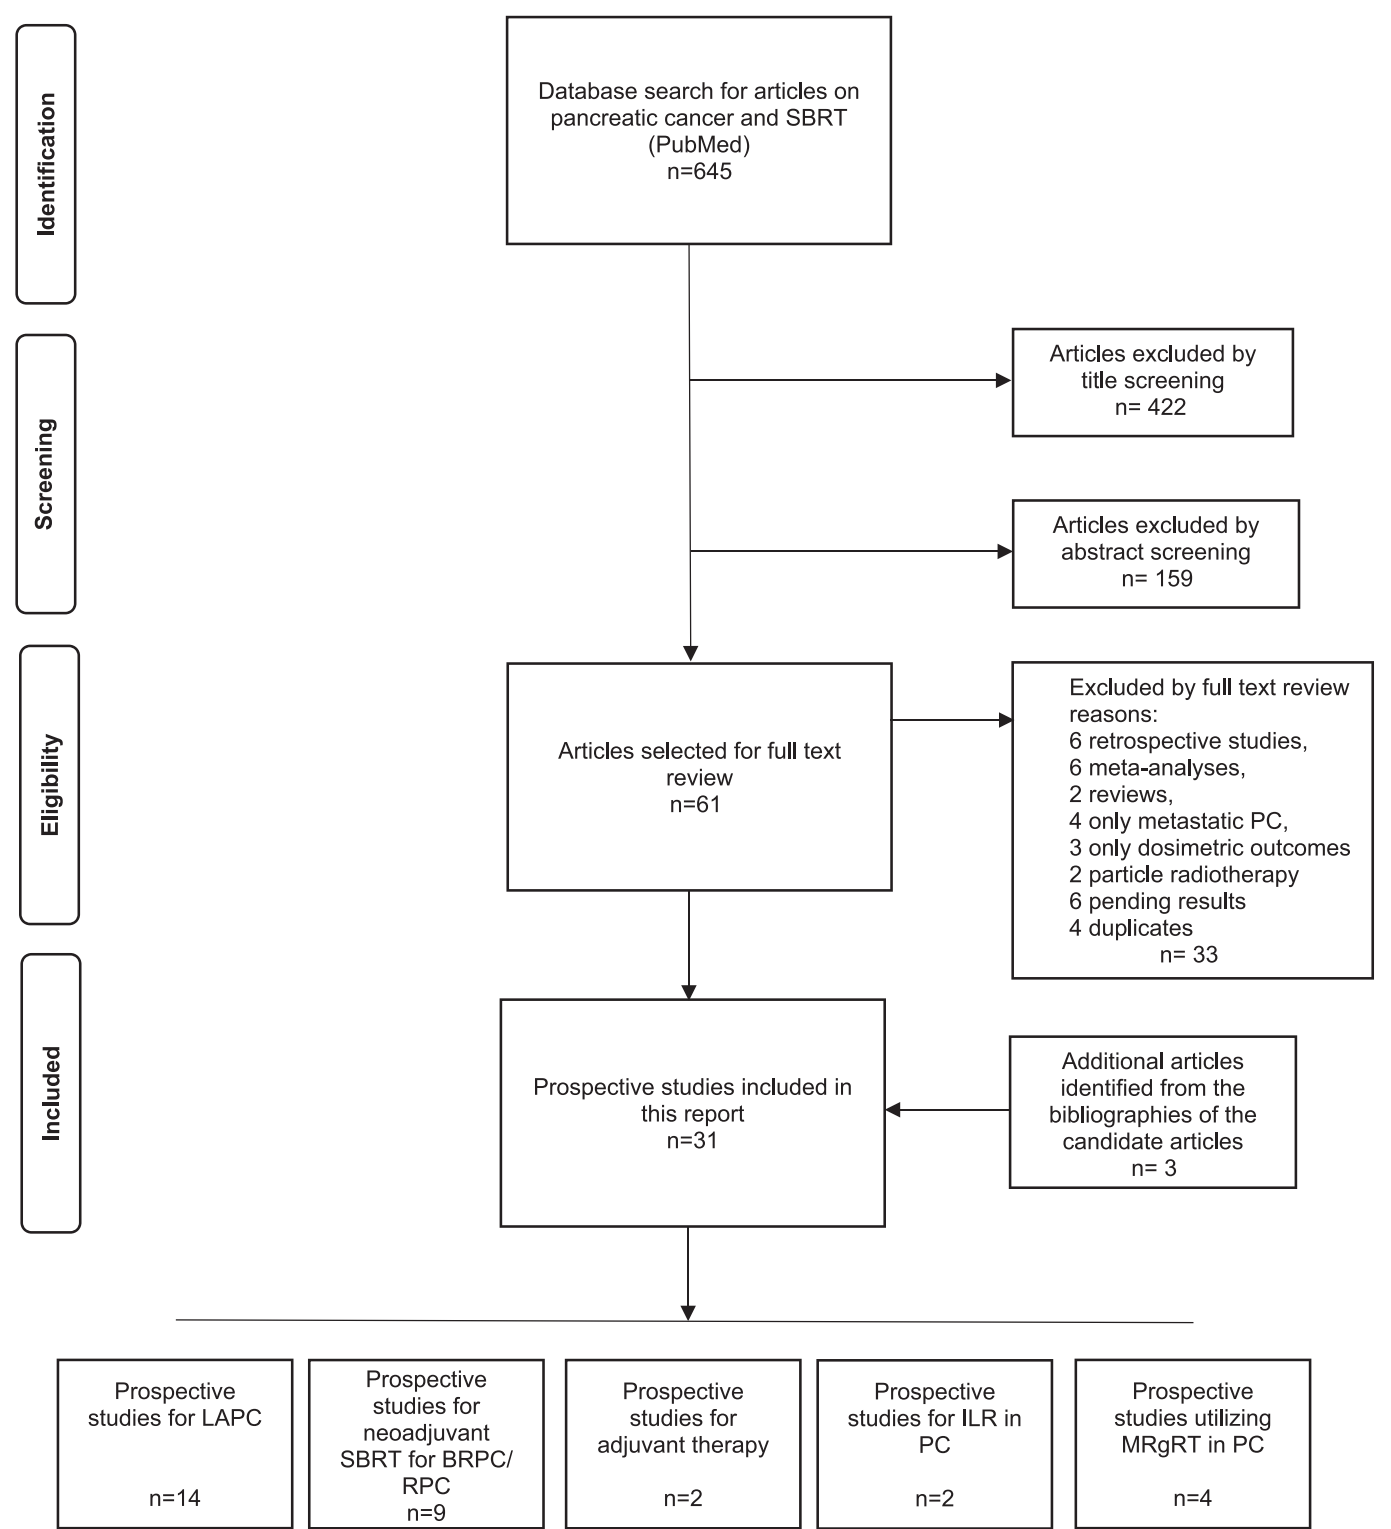 Identification
Database search for articles on
pancreatic cancer and SBRT
(PubMed)
n=645
Screening
Articles excluded by
title screening
n= 422
Articles excluded by
abstract screening
n= 159
Eligibility
Articles selected for full text
review
n=61
Excluded by full text review
reasons:
6 retrospective studies,
6 meta-analyses,
2 reviews,
4 only metastatic PC,
3 only dosimetric outcomes
2 particle radiotherapy
6 pending results
4 duplicates
n= 33
Included
Prospective studies included in
this report
n=31
Additional articles
identified from the
bibliographies of the
candidate articles
n= 3
Prospective
studies for LAPC
n=14
Prospective
studies for
neoadjuvant
SBRT for BRPC/
RPC
n=9
Prospective
studies for
adjuvant therapy
n=2
Prospective
studies for ILR in
PC
n=2
Prospective
studies utilizing
MRgRT in PC
n=4